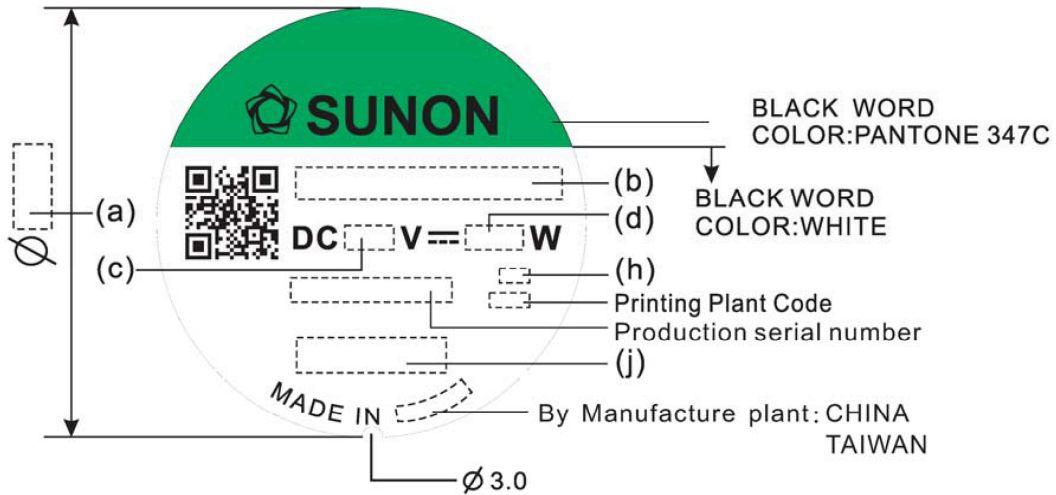 SUNON
BLACK WORD
COLOR:PANTONE 347C
(b)
BLACK WORD
COLOR:WHITE
(a)
Ø
(d)
DC V W
(c)
(h)
Printing Plant Code
Production serial number
(j)
MADE IN
By Manufacture plant: CHINA
TAIWAN
Ø 3.0